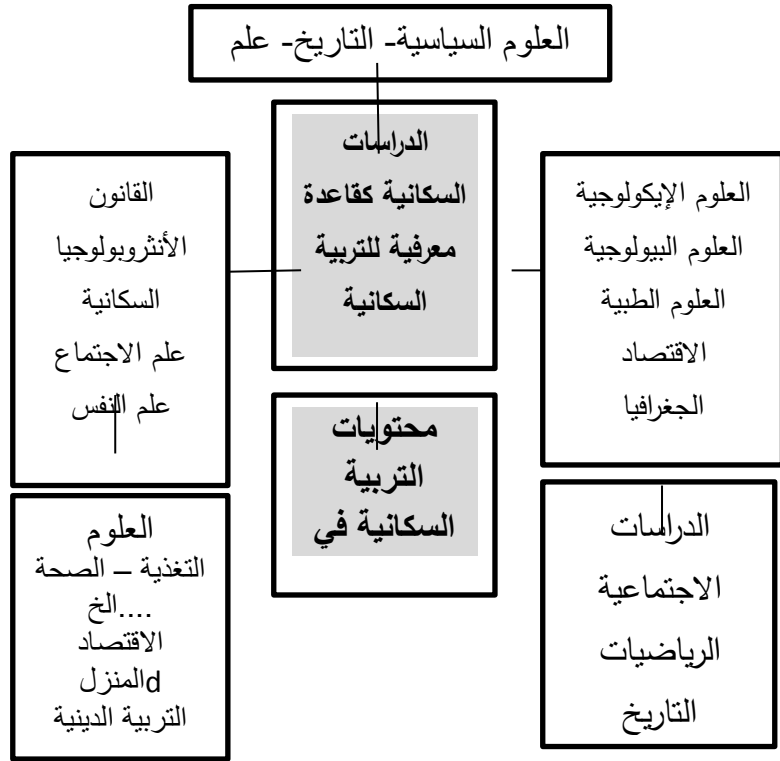 العلوم السياسية- التاريخ- علم
الدراسات
السكانية كقاعدة
معرفية للتربية
السكانية
العلوم الإيكولوجية
العلوم البيولوجية
العلوم الطبية
الاقتصاد
الجغرافيا
القانون
الأنثروبولوجيا
السكانية
علم الاجتماع
علم النفس
محتويات
التربية
السكانية في
الدراسات
الاجتماعية
الرياضيات
التاريخ
العلوم
التغذية – الصحة
....الخ
الاقتصاد
المنزلd
التربية الدينية